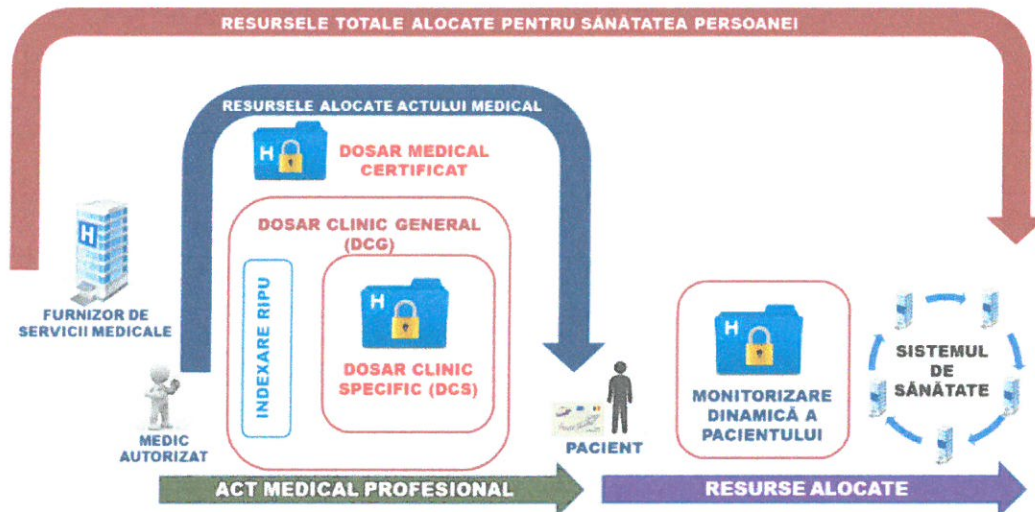 RESURSELE TOTALE ALOCATE PENTRU SĂNĂTATEA PERSOANEI
RESURSELE ALOCATE ACTULUI MEDICAL
H
DOSAR MEDICAL
CERTIFICAT
DOSAR CLINIC GENERAL
(DCG)
INDEXARE RIPU
H
DOSAR CLINIC
SPECIFIC (DCS)
H
FURNIZOR DE
SERVICII MEDICALE
MEDIC
AUTORIZAT
PACIENT
H
MONITORIZARE
DINAMICĂ A
PACIENTULUI
SISTEMUL
DE
SĂNĂTATE
ACT MEDICAL PROFESIONAL
RESURSE ALOCATE